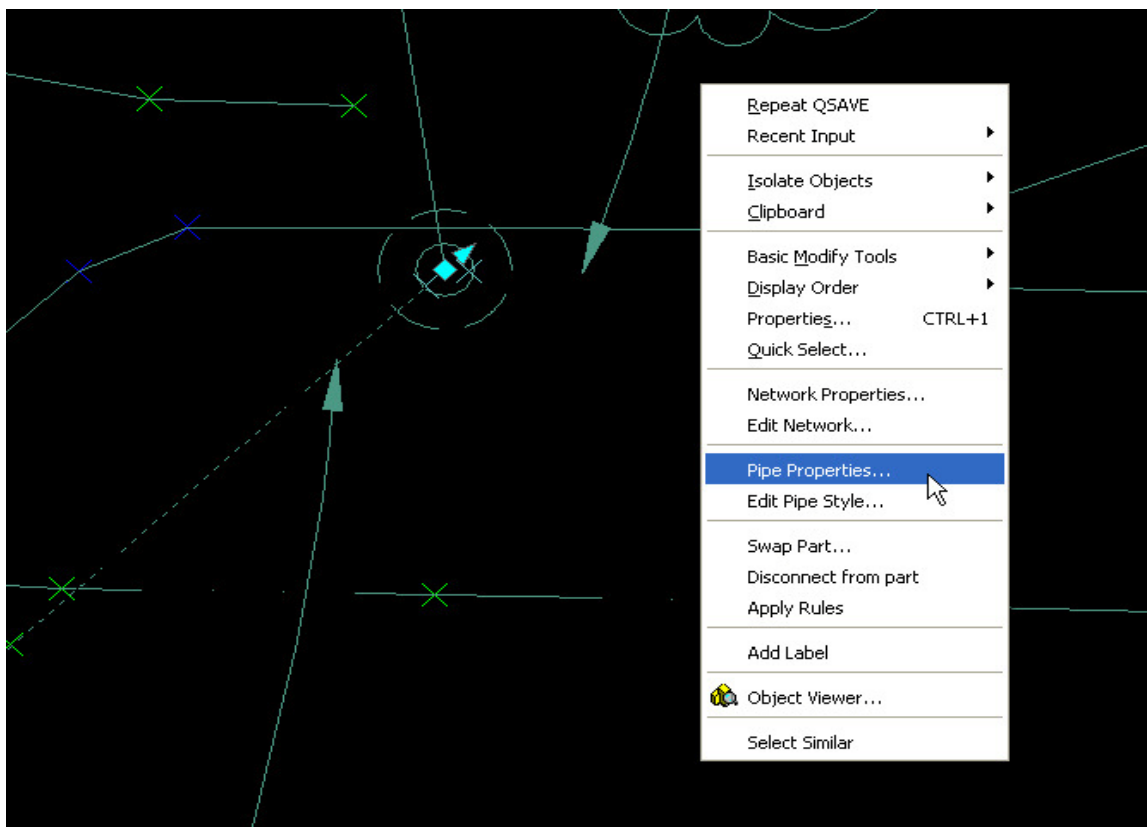 Repeat QSAVE
Recent Input
Isolate Objects
Clipboard
Basic Modify Tools
Display Order
Properties... CTRL+1
Quick Select...
Network Properties...
Edit Network...
Pipe Properties...
Edit Pipe Style...
Swap Part...
Disconnect from part
Apply Rules
Add Label
Object Viewer...
Select Similar